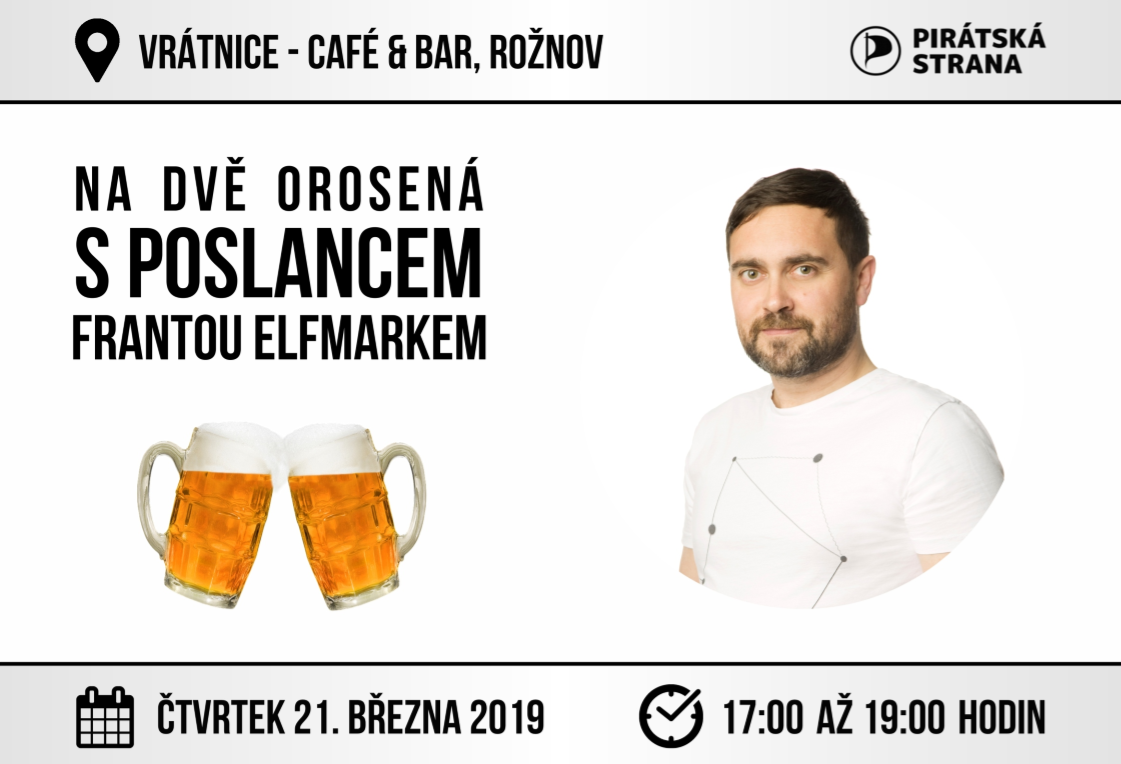 VRÁTNICE - CAFÉ & BAR, ROŽNOV
PIRÁTSKÁ
STRANA
NA DVĚ OROSENÁ
S POSLANCEM
FRANTOU ELFMARKEM
ČTVRTEK 21. BŘEZNA 2019
17:00 AŽ 19:00 HODIN